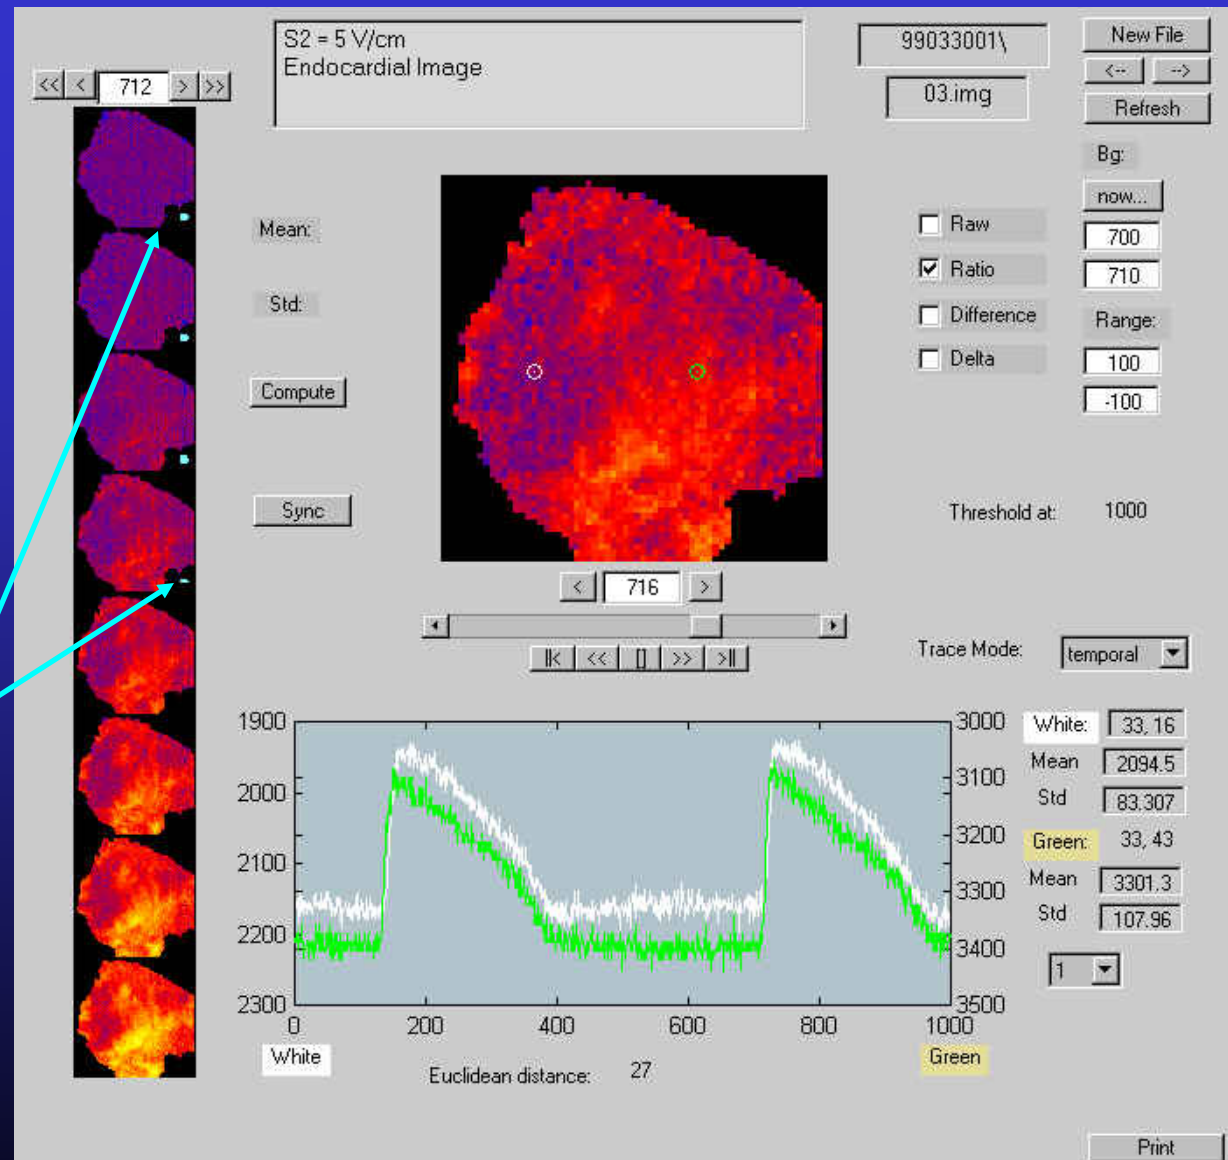 S2 = 5 V/cm
Endocardial Image
99033001\
03.img
New File
<--
-->
Refresh
<<
<
712
>
>>
Bg:
now...
700
710
Range:
100
-100
Mean:
Std:
Compute
Sync
Raw
Ratio
Difference
Delta
Threshold at: 1000
<
716
>
||<
<<
[]
>>
>||
Trace Mode: temporal
1900
2000
2100
2200
2300
3000
3100
3200
3300
3400
3500
0
200
400
600
800
1000
White
Green
Euclidean distance: 27
White: 33, 16
Mean 2094.5
Std 83.307
Green: 33, 43
Mean 3301.3
Std 107.96
1
Print